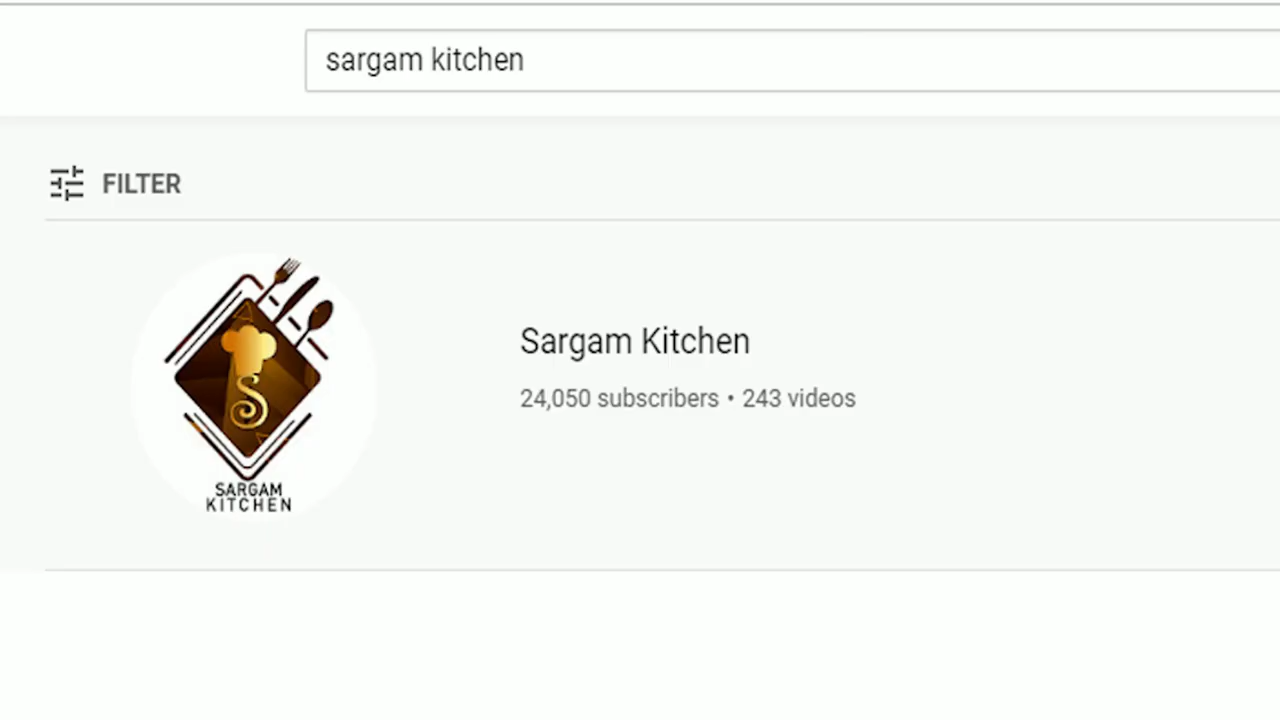 sargam kitchen
FILTER
Sargam Kitchen
24,050 subscribers • 243 videos
S
SARGAM
KITCHEN